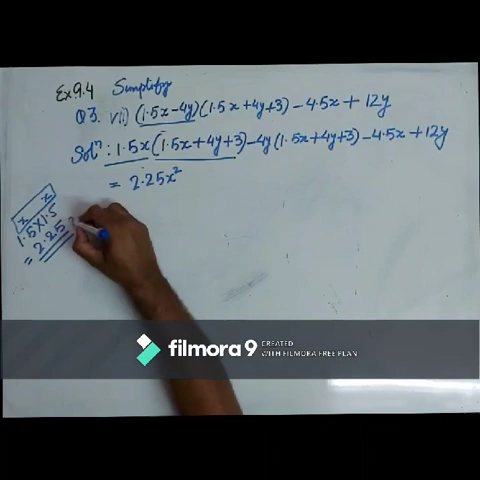 Ex 9.4 Simplify
Q3. vii) (1.5x-4y)(1.5x+4y+3)-4.5x+12y
Solⁿ: 1.5x(1.5x+4y+3)-4y(1.5x+4y+3)-4.5x+12y
= 2.25x²
x x
1.5×1.5
= 2.25
filmora 9 CREATED
WITH FILMORA FREE PLAN